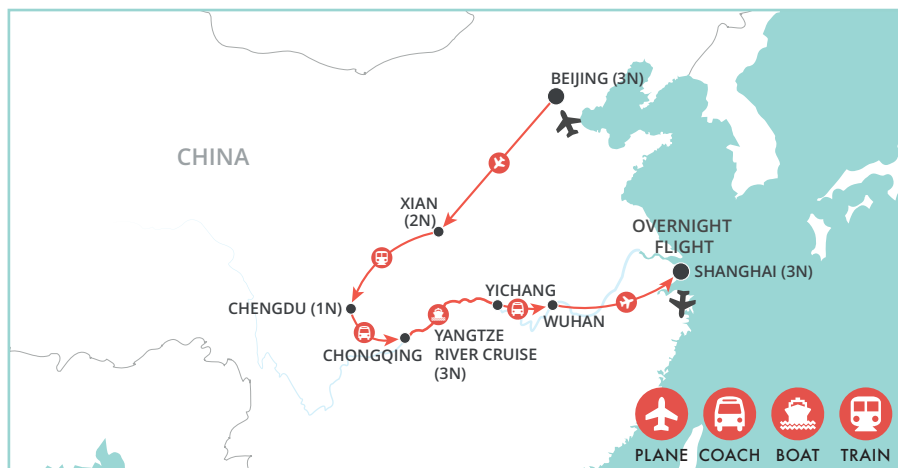 BEIJING (3N)
CHINA
XIAN
(2N)
OVERNIGHT
FLIGHT
SHANGHAI (3N)
YICHANG
CHENGDU (1N)
WUHAN
CHONGQING
YANGTZE
RIVER CRUISE
(3N)
PLANE
COACH
BOAT
TRAIN